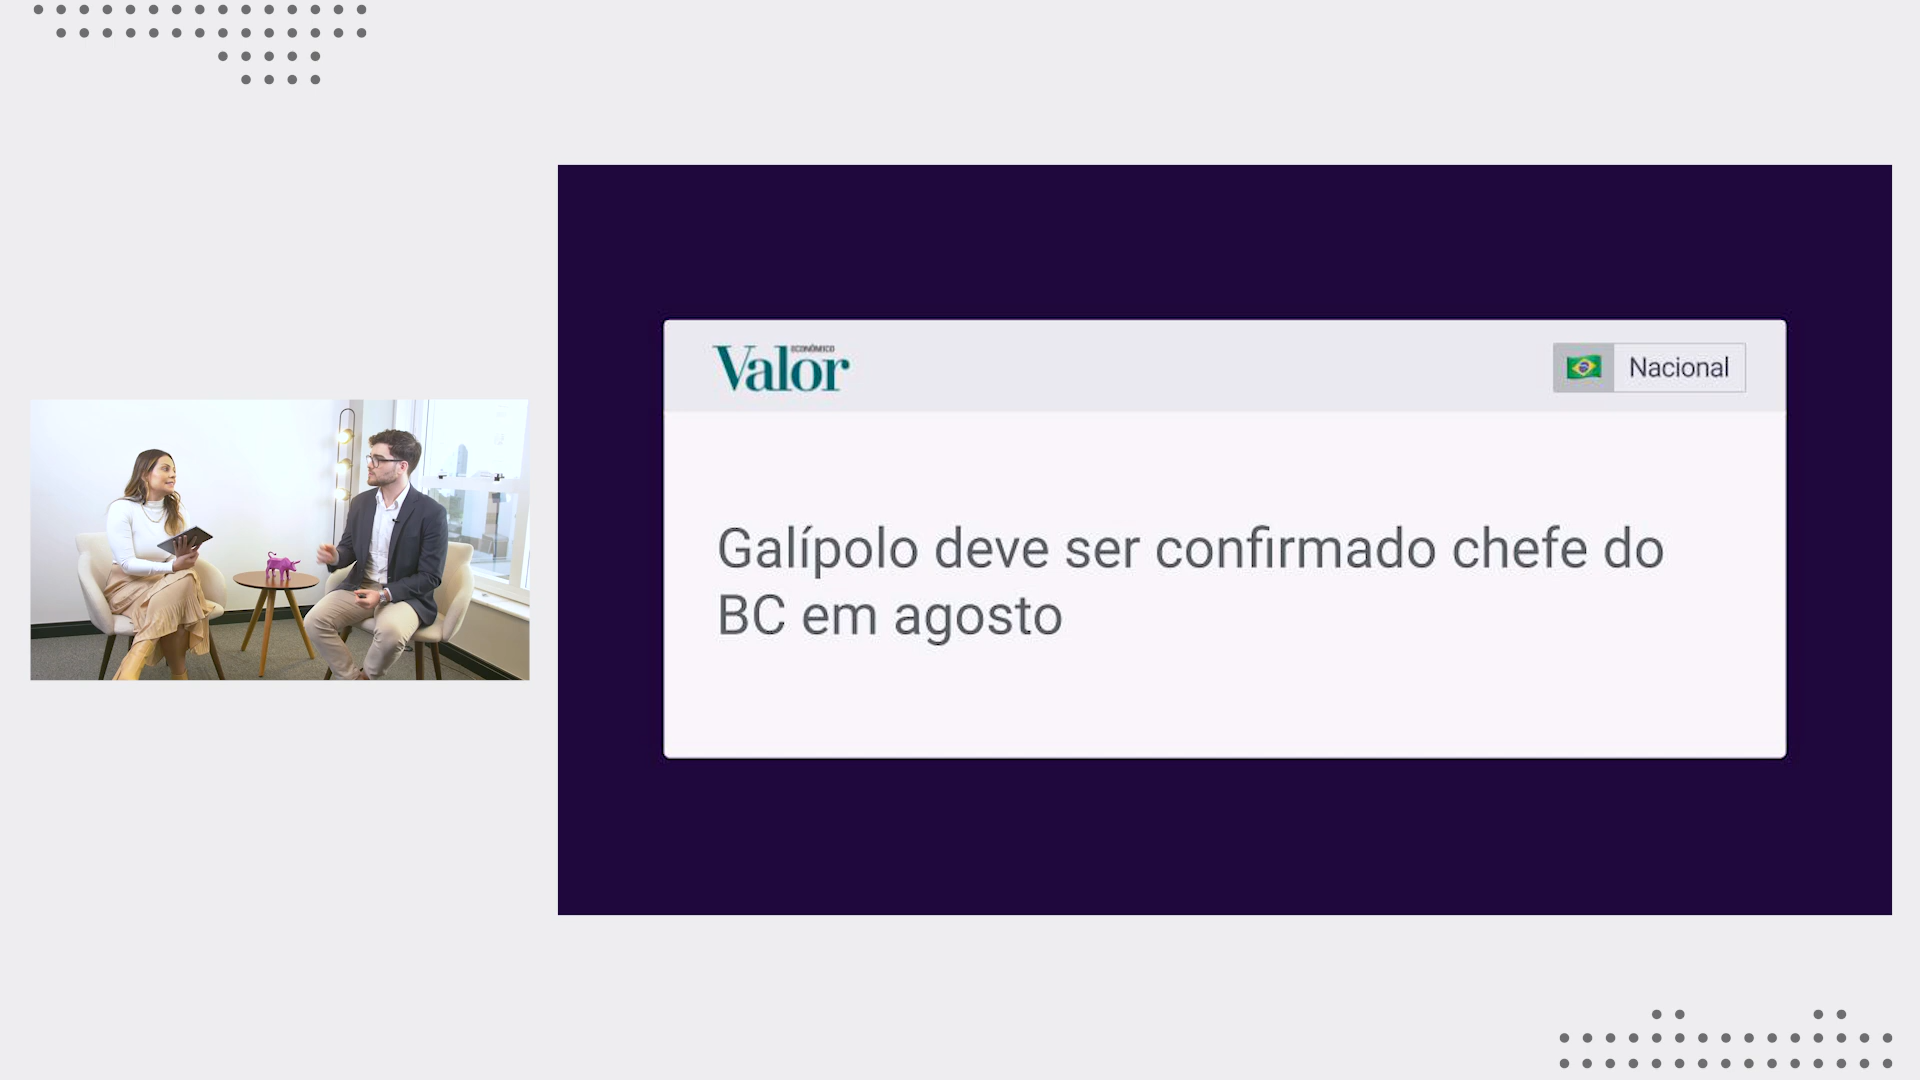 Valor
ECONÔMICO
Nacional
Galípolo deve ser confirmado chefe do
BC em agosto